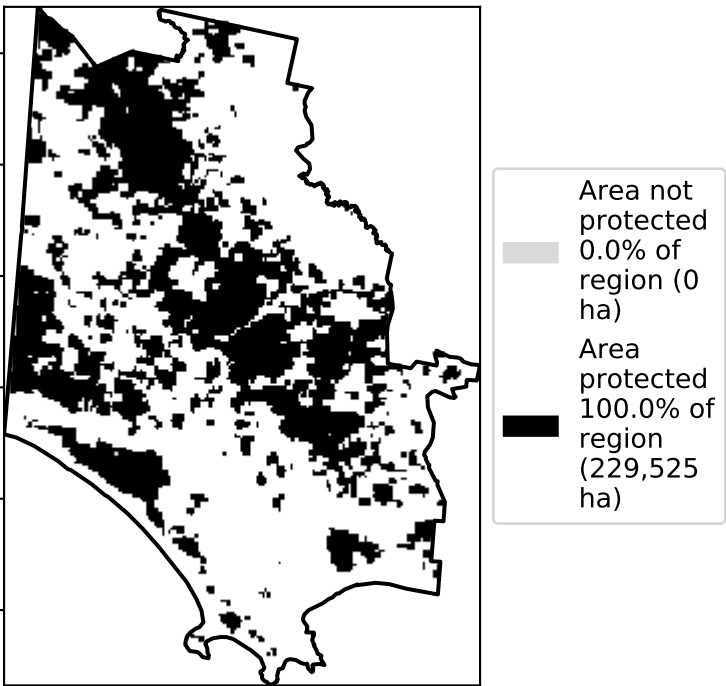 Area not
protected
0.0% of
region (0
ha)
Area
protected
100.0% of
region
(229,525
ha)